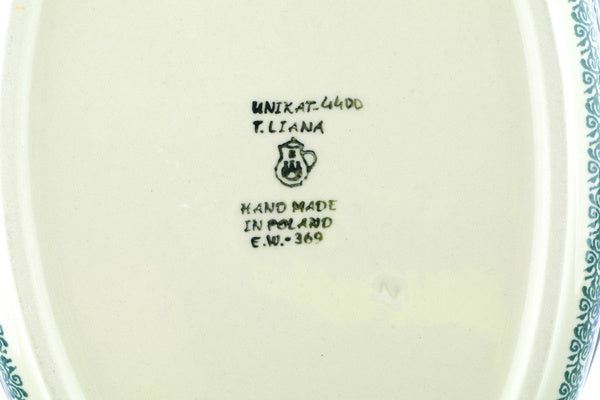 UNIKAT-4400
T. LIANA
HAND MADE
IN POLAND
E.W.-369